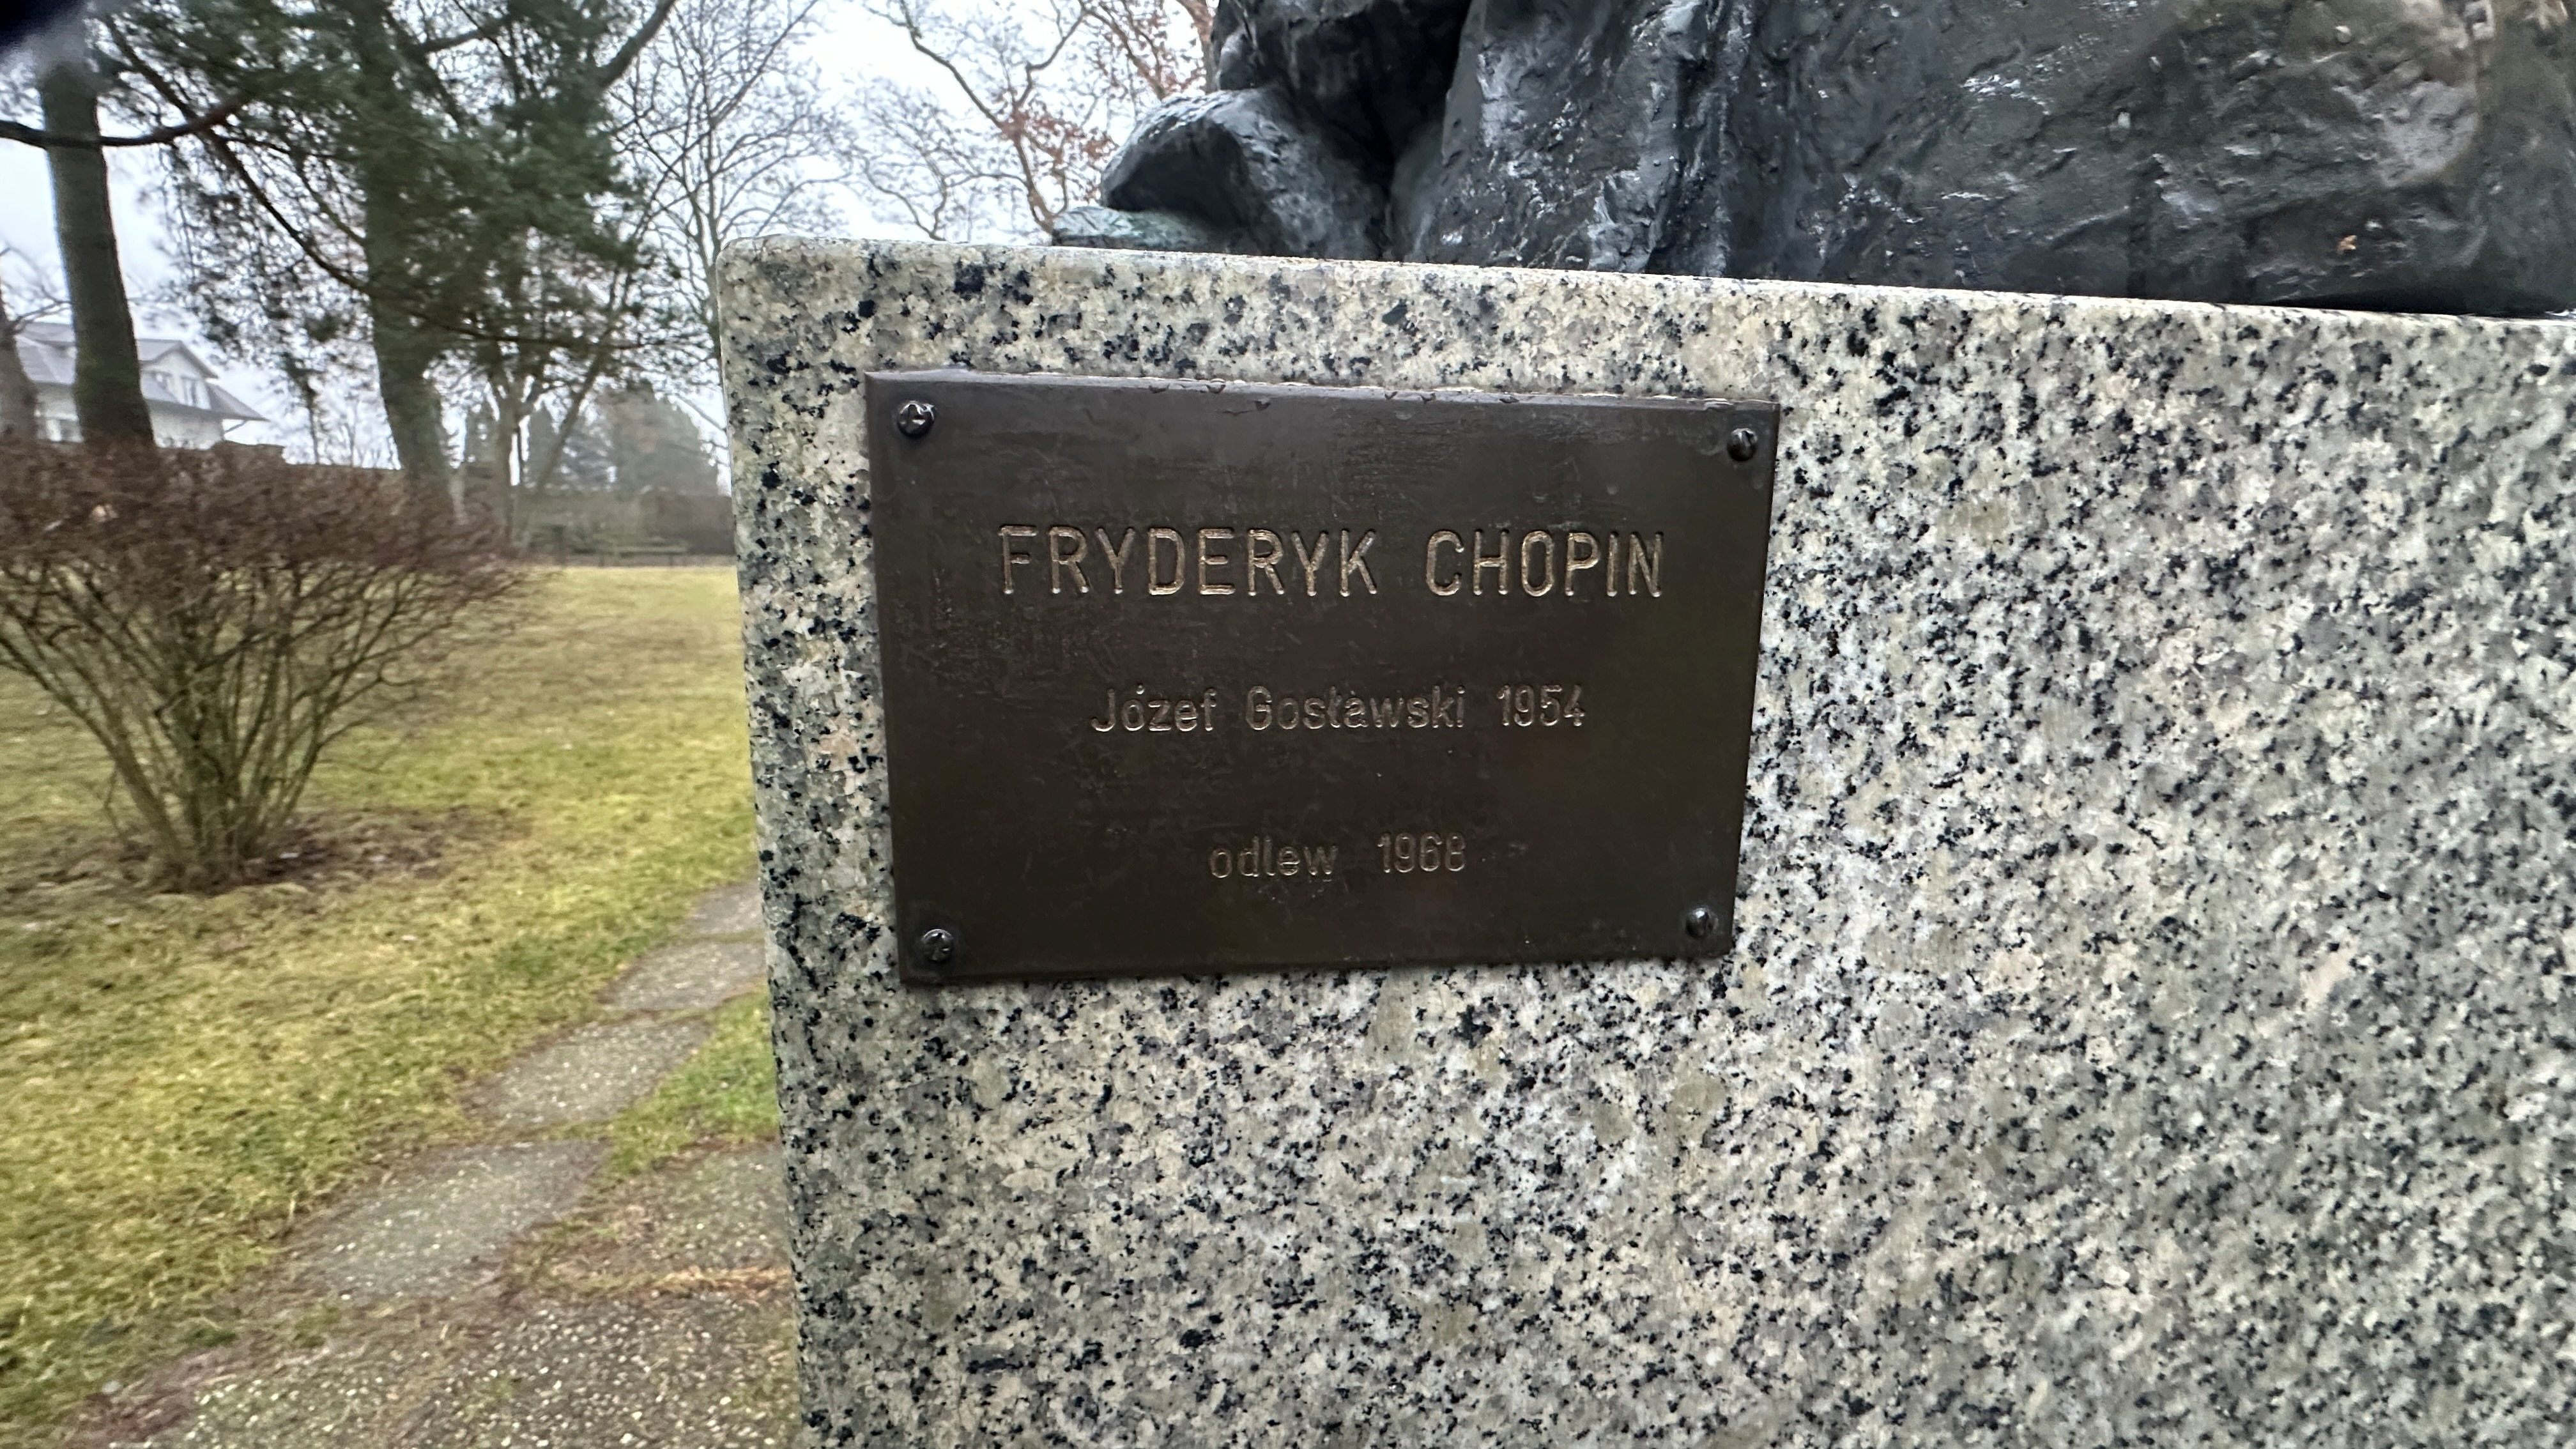 FRYDERYK CHOPIN
Józef Gosławski 1954
odlew 1968